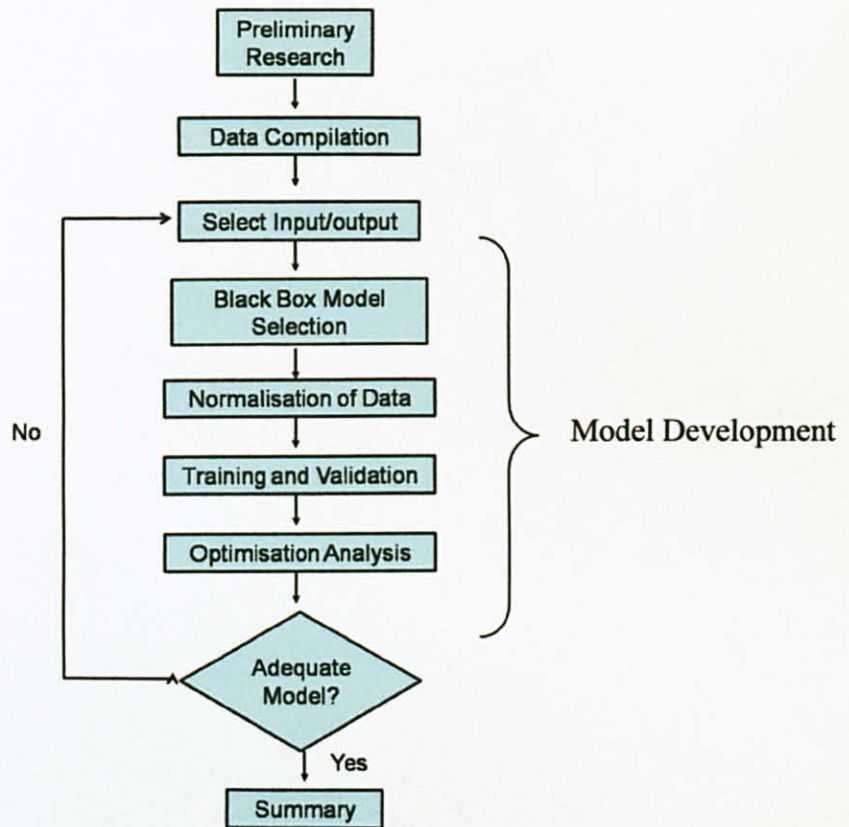 Preliminary
Research
Data Compilation
Select Input/output
Black Box Model
Selection
Normalisation of Data
No
Model Development
Training and Validation
Optimisation Analysis
Adequate
Model?
Yes
Summary